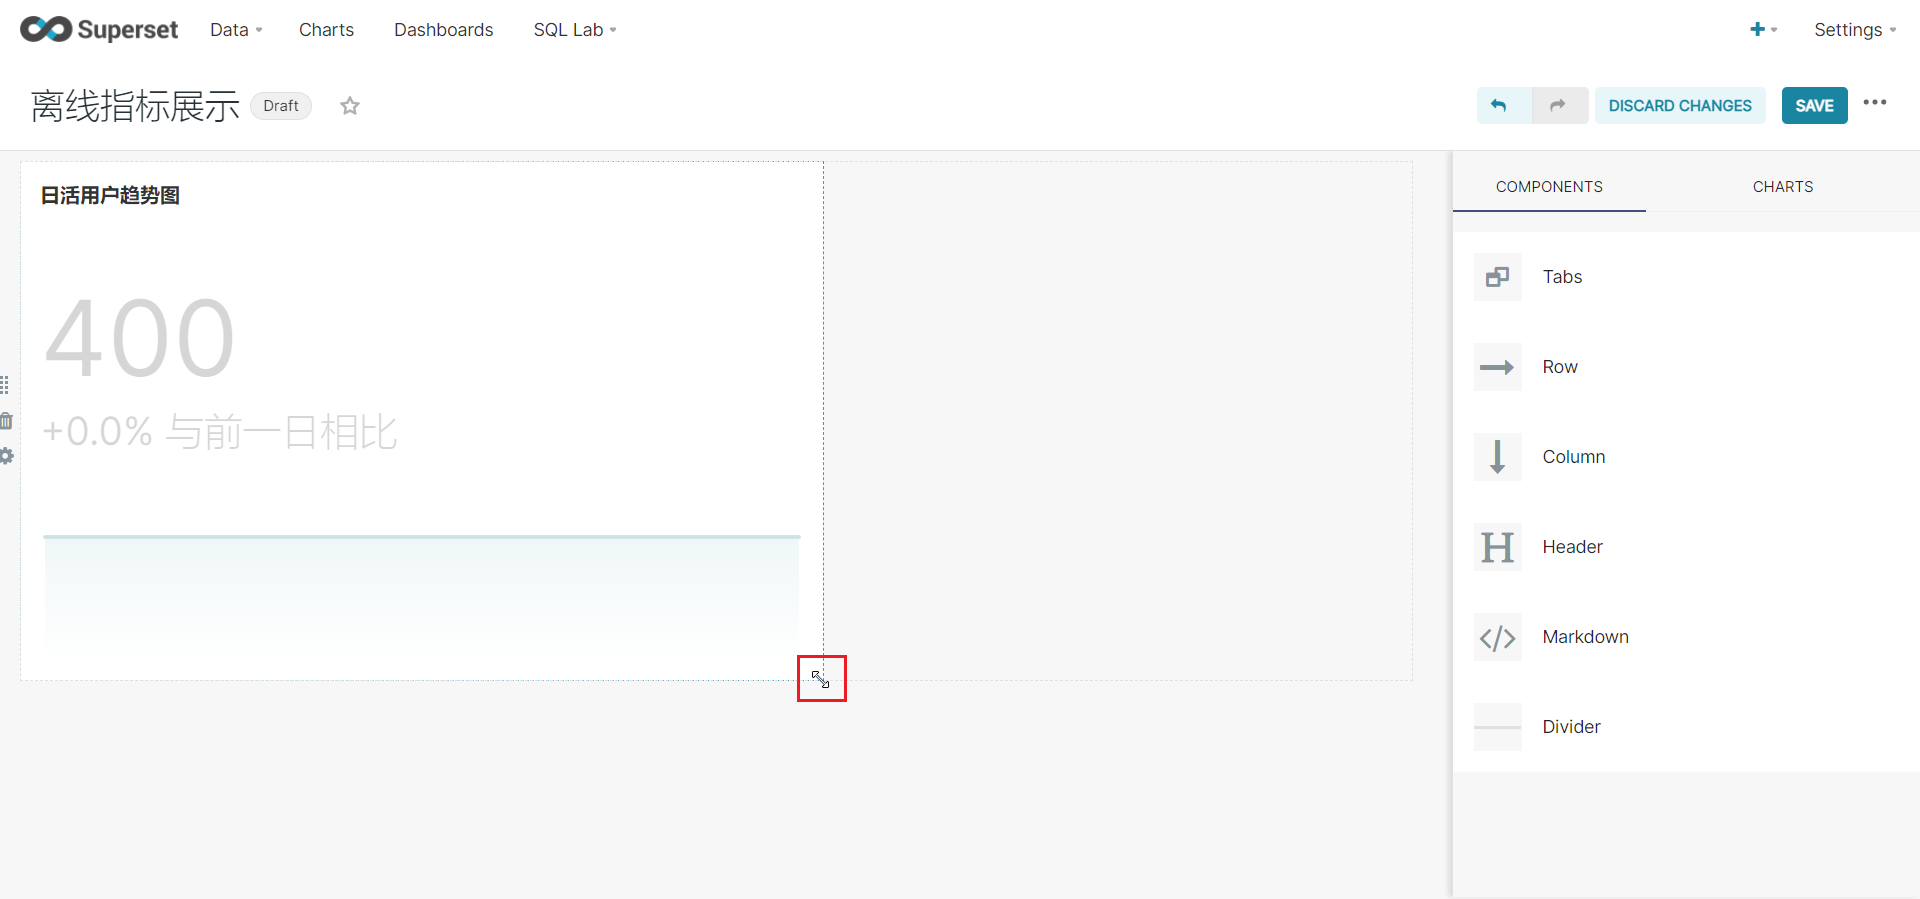 Superset Data Charts Dashboards SQL Lab Settings
离线指标展示 Draft DISCARD CHANGES SAVE
日活用户趋势图
400
+0.0% 与前一日相比
COMPONENTS CHARTS
Tabs
Row
Column
Header
Markdown
Divider